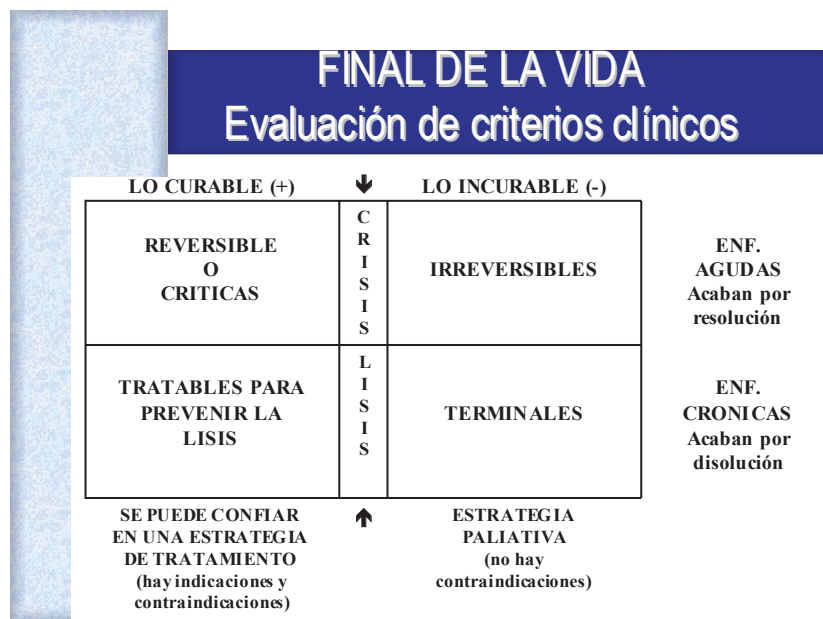 FINAL DE LA VIDA
Evaluación de criterios clínicos
LO CURABLE (+)
LO INCURABLE (-)
REVERSIBLE
O
CRITICAS
C
R
I
S
I
S
IRREVERSIBLES
ENF.
AGUDAS
Acaban por
resolución
TRATABLES PARA
PREVENIR LA
LISIS
L
I
S
I
S
TERMINALES
ENF.
CRONICAS
Acaban por
disolución
SE PUEDE CONFIAR
EN UNA ESTRATEGIA
DE TRATAMIENTO
(hay indicaciones y
contraindicaciones)
ESTRATEGIA
PALIATIVA
(no hay
contraindicaciones)